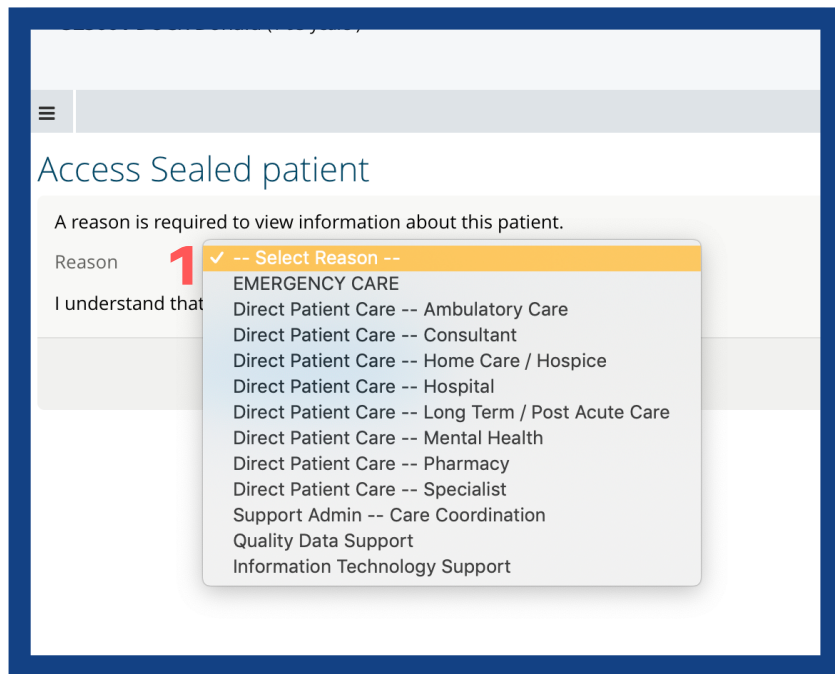 Access Sealed patient
A reason is required to view information about this patient.
Reason 1 ✓ -- Select Reason --
EMERGENCY CARE
I understand that
Direct Patient Care -- Ambulatory Care
Direct Patient Care -- Consultant
Direct Patient Care -- Home Care / Hospice
Direct Patient Care -- Hospital
Direct Patient Care -- Long Term / Post Acute Care
Direct Patient Care -- Mental Health
Direct Patient Care -- Pharmacy
Direct Patient Care -- Specialist
Support Admin -- Care Coordination
Quality Data Support
Information Technology Support